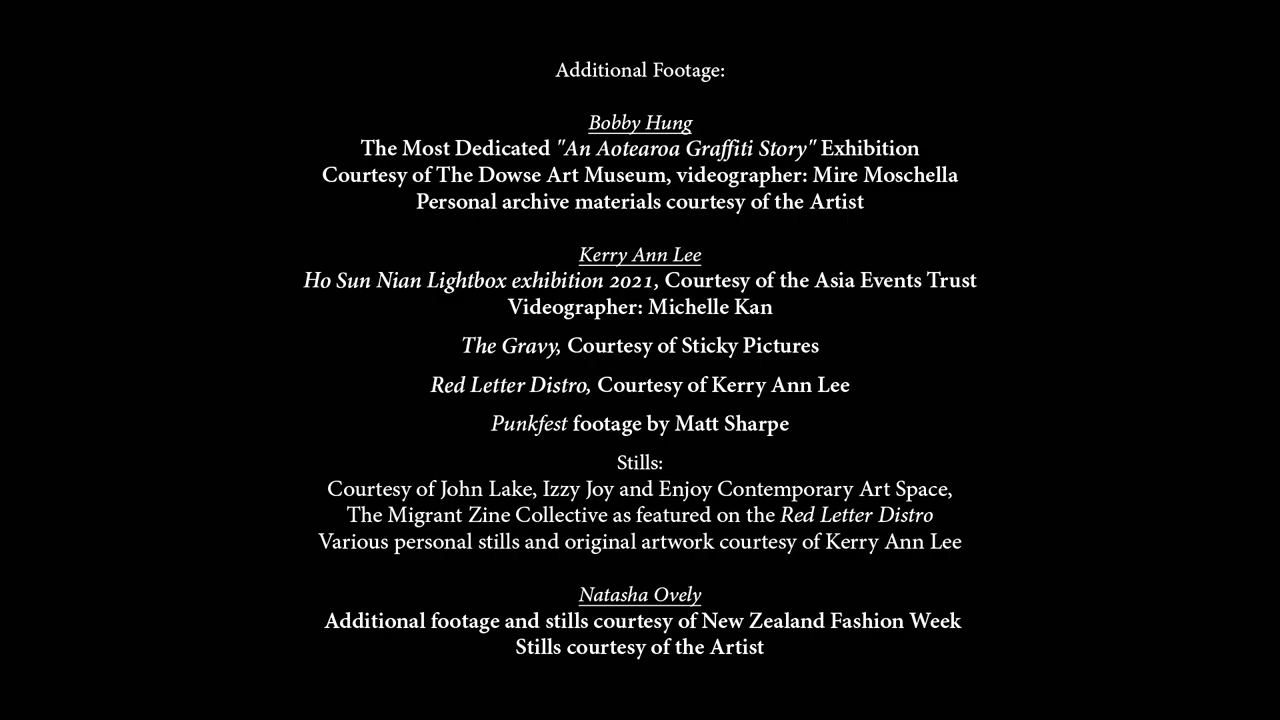 Additional Footage:
Bobby Hung
The Most Dedicated "An Aotearoa Graffiti Story" Exhibition
Courtesy of The Dowse Art Museum, videographer: Mire Moschella
Personal archive materials courtesy of the Artist
Kerry Ann Lee
Ho Sun Nian Lightbox exhibition 2021, Courtesy of the Asia Events Trust
Videographer: Michelle Kan
The Gravy, Courtesy of Sticky Pictures
Red Letter Distro, Courtesy of Kerry Ann Lee
Punkfest footage by Matt Sharpe
Stills:
Courtesy of John Lake, Izzy Joy and Enjoy Contemporary Art Space,
The Migrant Zine Collective as featured on the Red Letter Distro
Various personal stills and original artwork courtesy of Kerry Ann Lee
Natasha Ovely
Additional footage and stills courtesy of New Zealand Fashion Week
Stills courtesy of the Artist